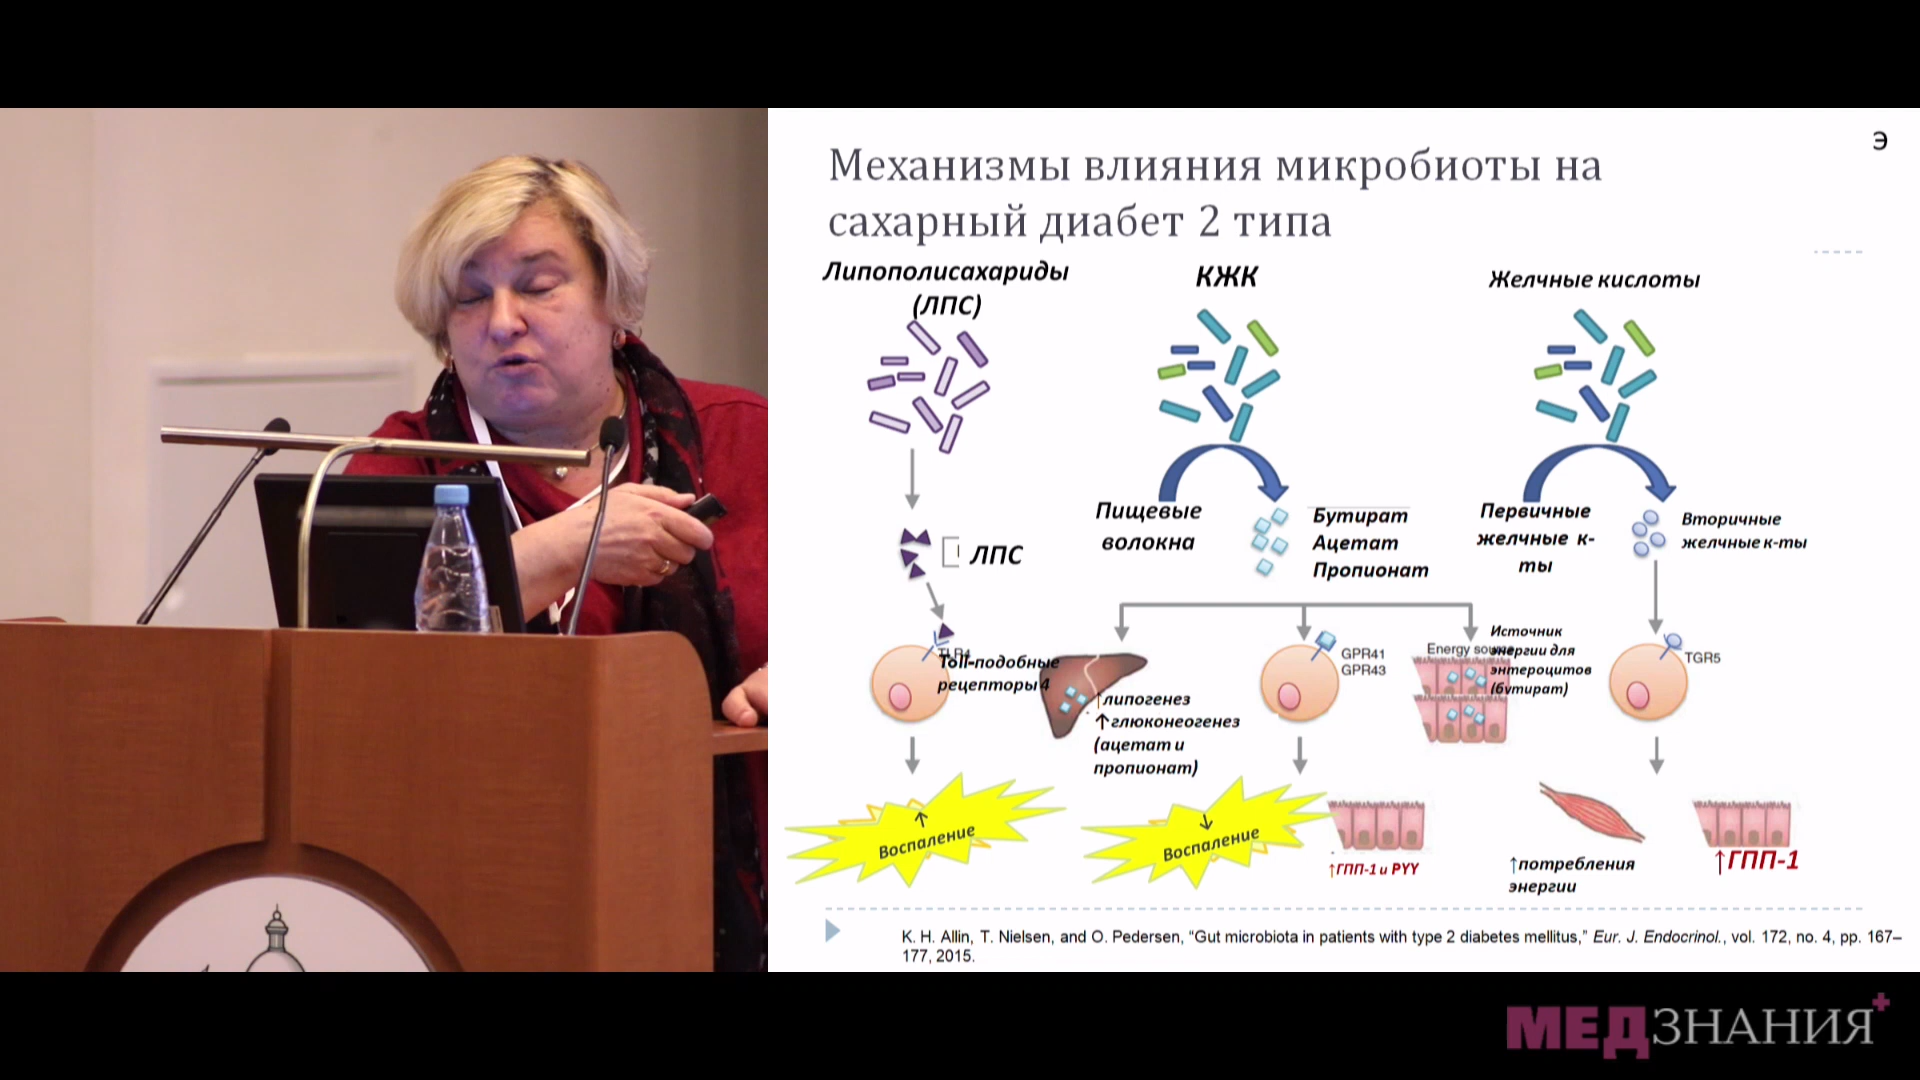 Механизмы влияния микробиоты на
сахарный диабет 2 типа
Э
Липополисахариды
(ЛПС)
КЖК
Желчные кислоты
ЛПС
Пищевые
волокна
Бутират
Ацетат
Пропионат
Первичные
желчные к-
ты
Вторичные
желчные к-ты
TLR4
Toll-подобные
рецепторы 4
↑липогенез
↑глюконеогенез
(ацетат и
пропионат)
GPR41
GPR43
Energy source
Источник
энергии для
энтероцитов
(бутират)
TGR5
↑
Воспаление
↓
Воспаление
↑ГПП-1 и PYY
↑потребления
энергии
↑ГПП-1
K. H. Allin, T. Nielsen, and O. Pedersen, “Gut microbiota in patients with type 2 diabetes mellitus,” Eur. J. Endocrinol., vol. 172, no. 4, pp. 167–
177, 2015.
МЕДЗНАНИЯ+